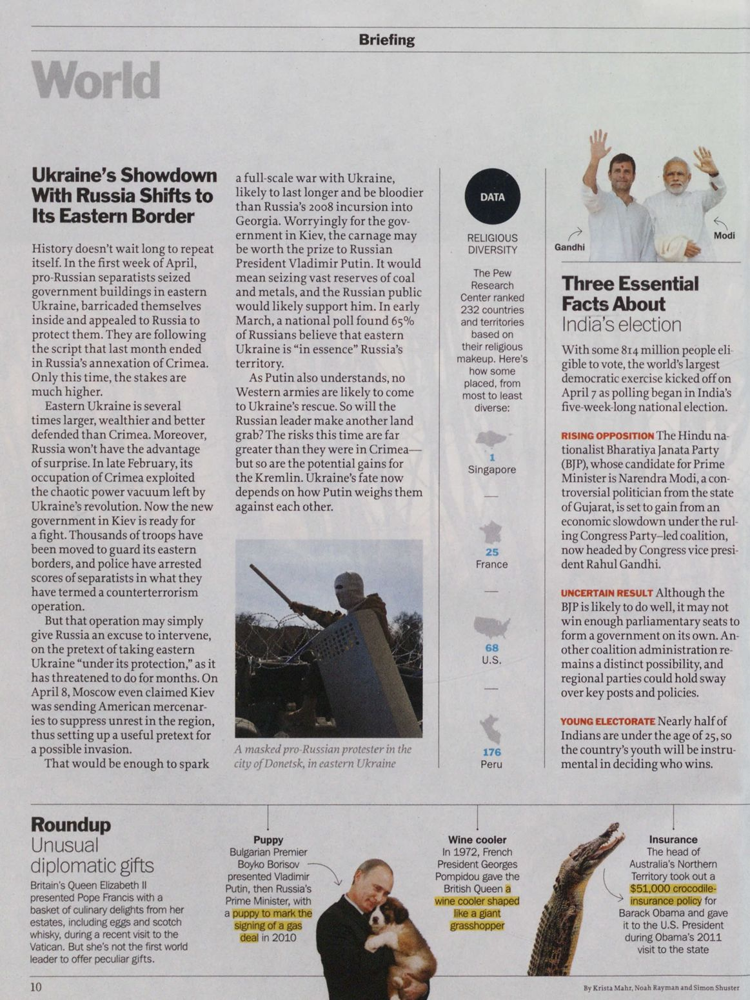 Briefing
World
Ukraine's Showdown
With Russia Shifts to
Its Eastern Border
History doesn't wait long to repeat
itself. In the first week of April,
pro-Russian separatists seized
government buildings in eastern
Ukraine, barricaded themselves
inside and appealed to Russia to
protect them. They are following
the script that last month ended
in Russia's annexation of Crimea.
Only this time, the stakes are
much higher.
Eastern Ukraine is several
times larger, wealthier and better
defended than Crimea. Moreover,
Russia won't have the advantage
of surprise. In late February, its
occupation of Crimea exploited
the chaotic power vacuum left by
Ukraine's revolution. Now the new
government in Kiev is ready for
a fight. Thousands of troops have
been moved to guard its eastern
borders, and police have arrested
scores of separatists in what they
have termed a counterterrorism
operation.
But that operation may simply
give Russia an excuse to intervene,
on the pretext of taking eastern
Ukraine “under its protection,” as it
has threatened to do for months. On
April 8, Moscow even claimed Kiev
was sending American mercenar-
ies to suppress unrest in the region,
thus setting up a useful pretext for
a possible invasion.
That would be enough to spark
a full-scale war with Ukraine,
likely to last longer and be bloodier
than Russia's 2008 incursion into
Georgia. Worryingly for the gov-
ernment in Kiev, the carnage may
be worth the prize to Russian
President Vladimir Putin. It would
mean seizing vast reserves of coal
and metals, and the Russian public
would likely support him. In early
March, a national poll found 65%
of Russians believe that eastern
Ukraine is “in essence” Russia's
territory.
As Putin also understands, no
Western armies are likely to come
to Ukraine's rescue. So will the
Russian leader make another land
grab? The risks this time are far
greater than they were in Crimea—
but so are the potential gains for
the Kremlin. Ukraine's fate now
depends on how Putin weighs them
against each other.
A masked pro-Russian protester in the
city of Donetsk, in eastern Ukraine
DATA
RELIGIOUS
DIVERSITY
The Pew
Research
Center ranked
232 countries
and territories
based on
their religious
makeup. Here's
how some
placed, from
most to least
diverse:
1
Singapore
25
France
68
U.S.
176
Peru
Gandhi
Modi
Three Essential
Facts About
India's election
With some 814 million people eli-
gible to vote, the world's largest
democratic exercise kicked off on
April 7 as polling began in India's
five-week-long national election.
RISING OPPOSITION The Hindu na-
tionalist Bharatiya Janata Party
(BJP), whose candidate for Prime
Minister is Narendra Modi, a con-
troversial politician from the state
of Gujarat, is set to gain from an
economic slowdown under the rul-
ing Congress Party–led coalition,
now headed by Congress vice presi-
dent Rahul Gandhi.
UNCERTAIN RESULT Although the
BJP is likely to do well, it may not
win enough parliamentary seats to
form a government on its own. An-
other coalition administration re-
mains a distinct possibility, and
regional parties could hold sway
over key posts and policies.
YOUNG ELECTORATE Nearly half of
Indians are under the age of 25, so
the country's youth will be instru-
mental in deciding who wins.
Roundup
Unusual
diplomatic gifts
Britain's Queen Elizabeth II
presented Pope Francis with a
basket of culinary delights from her
estates, including eggs and scotch
whisky, during a recent visit to the
Vatican. But she's not the first world
leader to offer peculiar gifts.
Puppy
Bulgarian Premier
Boyko Borisov
presented Vladimir
Putin, then Russia's
Prime Minister, with
a puppy to mark the
signing of a gas
deal in 2010
Wine cooler
In 1972, French
President Georges
Pompidou gave the
British Queen a
wine cooler shaped
like a giant
grasshopper
Insurance
The head of
Australia's Northern
Territory took out a
$51,000 crocodile-
insurance policy for
Barack Obama and gave
it to the U.S. President
during Obama's 2011
visit to the state
10
By Krista Mahr, Noah Rayman and Simon Shuster